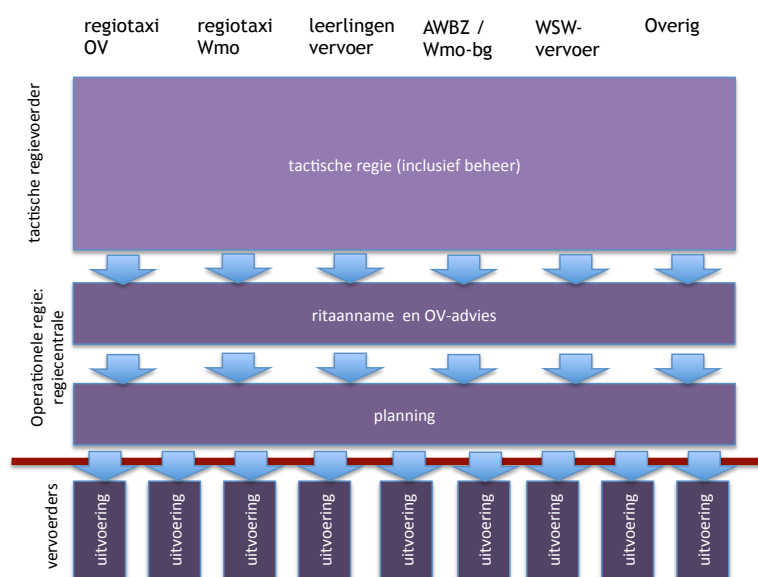 regiotaxi
OV
regiotaxi
Wmo
leerlingen
vervoer
AWBZ /
Wmo-bg
WSW-
vervoer
Overig
tactische regievoerder
tactische regie (inclusief beheer)
Operationele regie:
regiecentrale
ritaanname en OV-advies
planning
vervoerders
uitvoering
uitvoering
uitvoering
uitvoering
uitvoering
uitvoering
uitvoering
uitvoering
uitvoering